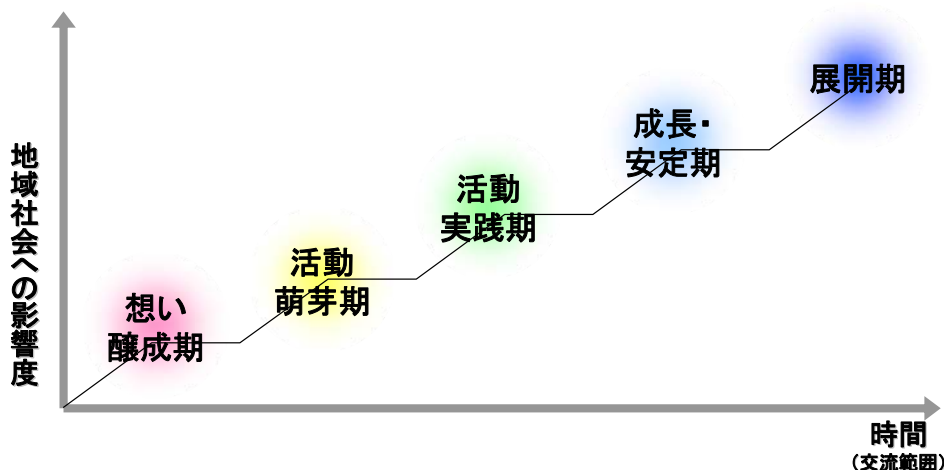 地域社会への影響度
想い
醸成期
活動
萌芽期
活動
実践期
成長・
安定期
展開期
時間
（交流範囲）